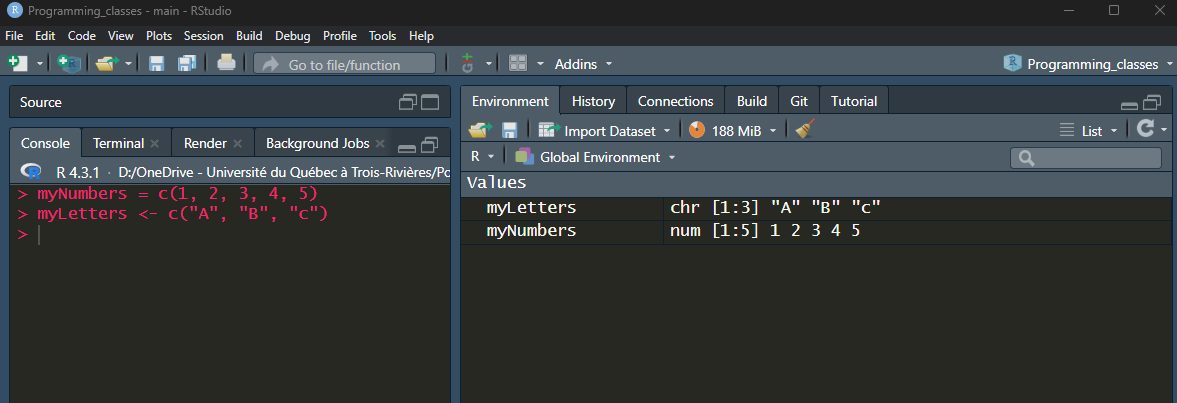 Programming_classes - main - RStudio
File Edit Code View Plots Session Build Debug Profile Tools Help
Go to file/function Addins Programming_classes
Source
Console Terminal Render Background Jobs
R 4.3.1 · D:/OneDrive - Université du Québec à Trois-Rivières/Po
> myNumbers = c(1, 2, 3, 4, 5)
> myLetters <- c("A", "B", "c")
>
Environment History Connections Build Git Tutorial
Import Dataset 188 MiB List
R Global Environment
Values
myLetters chr [1:3] "A" "B" "c"
myNumbers num [1:5] 1 2 3 4 5